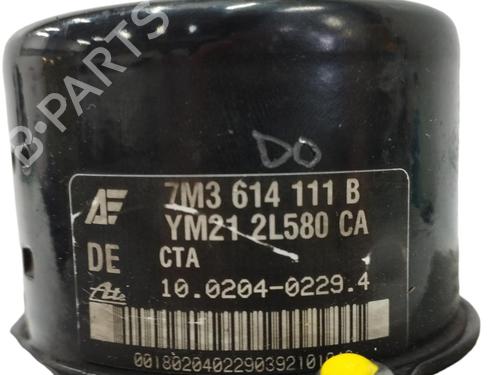 B-PARTS
DO
7M3 614 111 B
YM21 2L580 CA
DE CTA
Ate 10.0204-0229.4